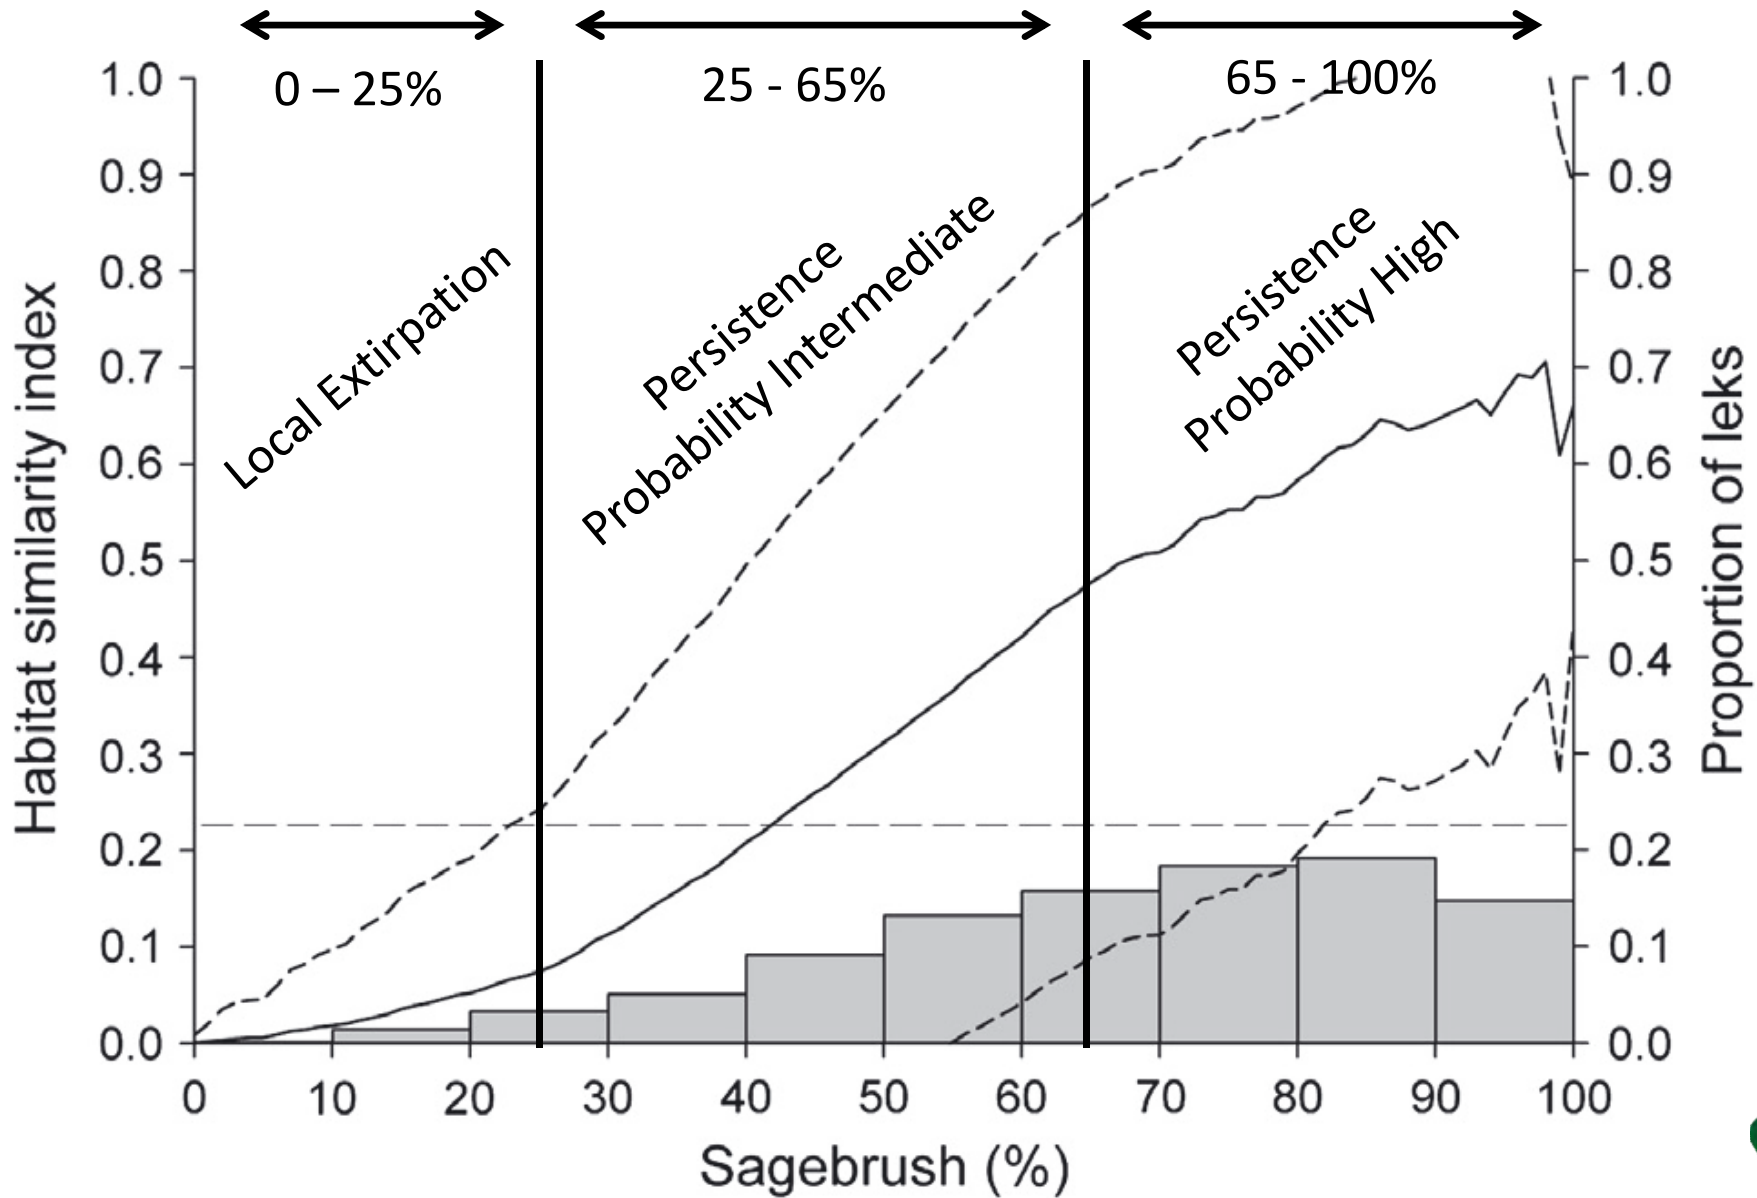 0 – 25%
25 - 65%
65 - 100%
Habitat similarity index
1.0
0.9
0.8
0.7
0.6
0.5
0.4
0.3
0.2
0.1
0.0
Local Extirpation
Persistence
Probability Intermediate
Persistence
Probability High
1.0
0.9
0.8
0.7
0.6
0.5
0.4
0.3
0.2
0.1
0.0
Proportion of leks
0 10 20 30 40 50 60 70 80 90 100
Sagebrush (%)